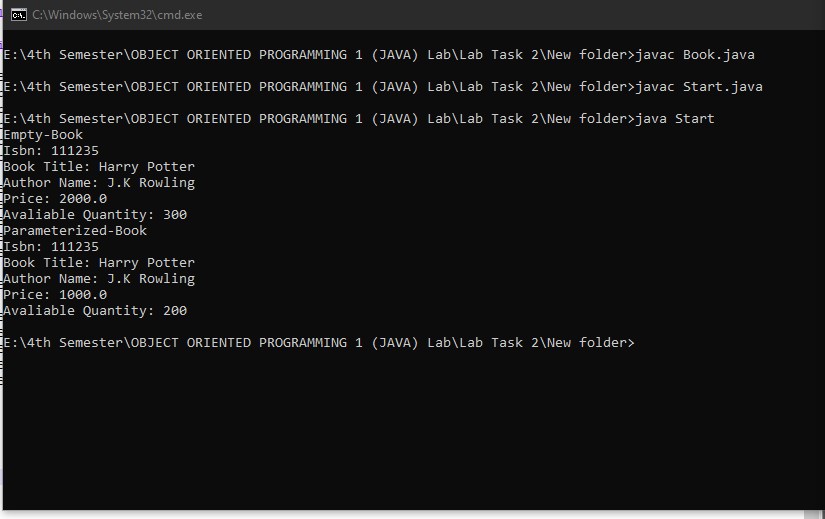 C:\Windows\System32\cmd.exe
E:\4th Semester\OBJECT ORIENTED PROGRAMMING 1 (JAVA) Lab\Lab Task 2\New folder>javac Book.java
E:\4th Semester\OBJECT ORIENTED PROGRAMMING 1 (JAVA) Lab\Lab Task 2\New folder>javac Start.java
E:\4th Semester\OBJECT ORIENTED PROGRAMMING 1 (JAVA) Lab\Lab Task 2\New folder>java Start
Empty-Book
Isbn: 111235
Book Title: Harry Potter
Author Name: J.K Rowling
Price: 2000.0
Avaliable Quantity: 300
Parameterized-Book
Isbn: 111235
Book Title: Harry Potter
Author Name: J.K Rowling
Price: 1000.0
Avaliable Quantity: 200
E:\4th Semester\OBJECT ORIENTED PROGRAMMING 1 (JAVA) Lab\Lab Task 2\New folder>